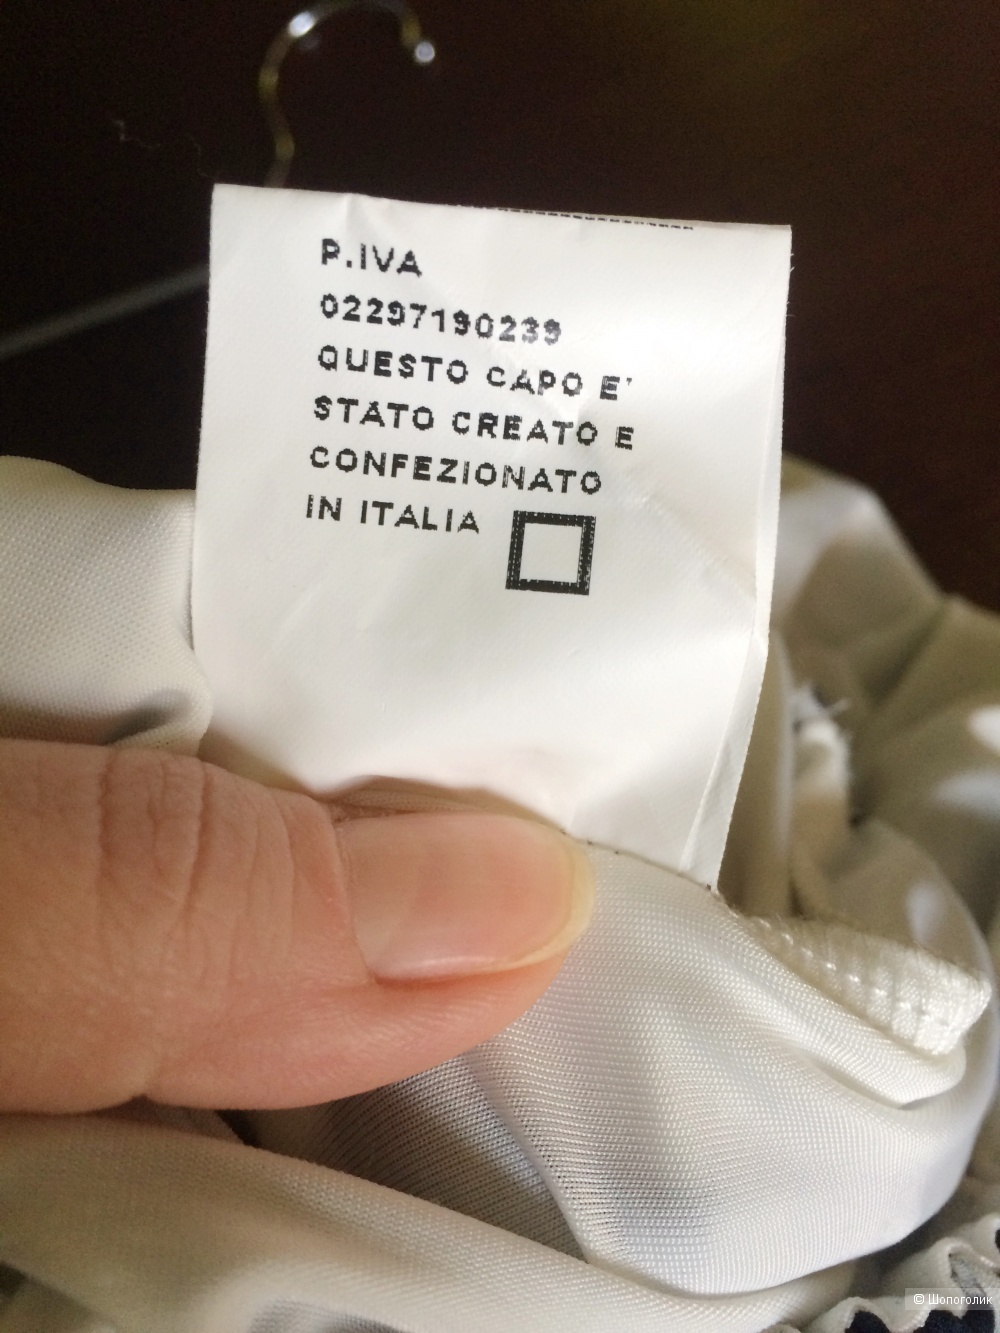 P.IVA
02297190239
QUESTO CAPO E'
STATO CREATO E
CONFEZIONATO
IN ITALIA
© Шопоголик